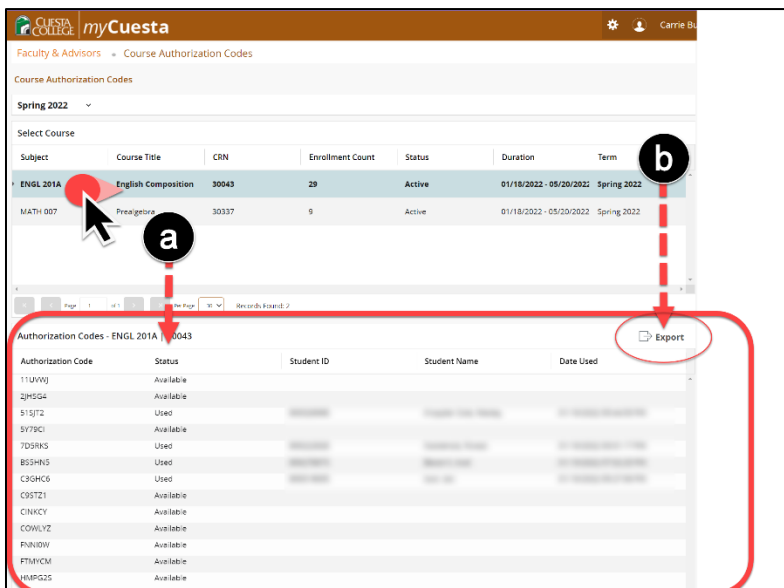 CUESTA COLLEGE myCuesta Carrie Bu
Faculty & Advisors • Course Authorization Codes
Course Authorization Codes
Spring 2022
Select Course
Subject Course Title CRN Enrollment Count Status Duration Term
b
ENGL 201A English Composition 30043 29 Active 01/18/2022 - 05/20/2022 Spring 2022
MATH 007 Prealgebra 30337 9 Active 01/18/2022 - 05/20/2022 Spring 2022
a
Page 1 of 1 Per Page Records Found: 2
Authorization Codes - ENGL 201A | 30043 Export
Authorization Code Status Student ID Student Name Date Used
11UVWJ Available
2JHSG4 Available
51SJT2 Used
5Y79CI Available
7D5RKS Used
BS5HN5 Used
C3GHC6 Used
C9STZ1 Available
CINKCY Available
COWLYZ Available
FNNI0W Available
FTMYCM Available
HMPG2S Available